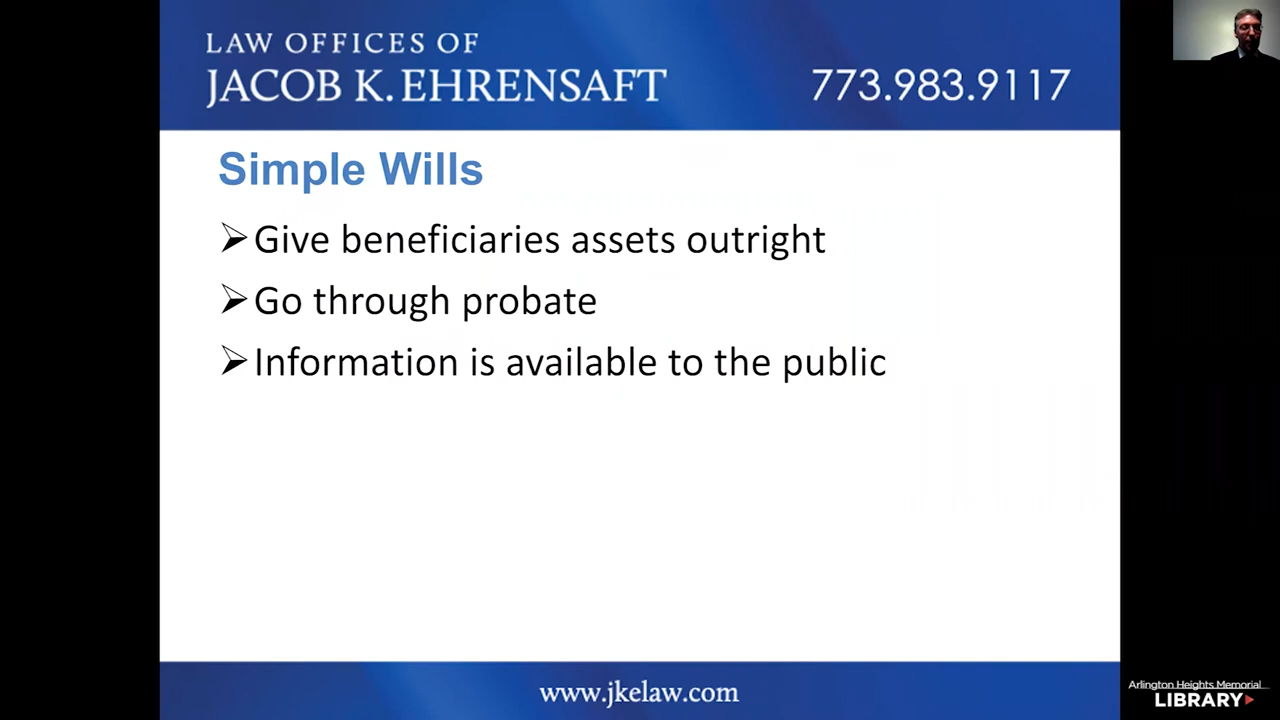 LAW OFFICES OF
JACOB K. EHRENSAFT
773.983.9117
Simple Wills
➢Give beneficiaries assets outright
➢Go through probate
➢Information is available to the public
www.jkelaw.com
Arlington Heights Memorial
LIBRARY